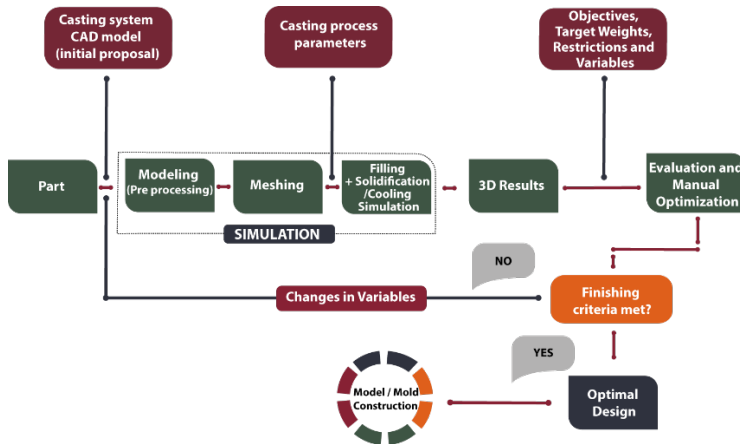 Casting system
CAD model
(initial proposal)
Casting process
parameters
Objectives,
Target Weights,
Restrictions and
Variables
Part
Modeling
(Pre processing)
Meshing
Filling
+ Solidification
/Cooling
Simulation
3D Results
Evaluation and
Manual
Optimization
SIMULATION
NO
Changes in Variables
Finishing
criteria met?
YES
Model / Mold
Construction
Optimal
Design